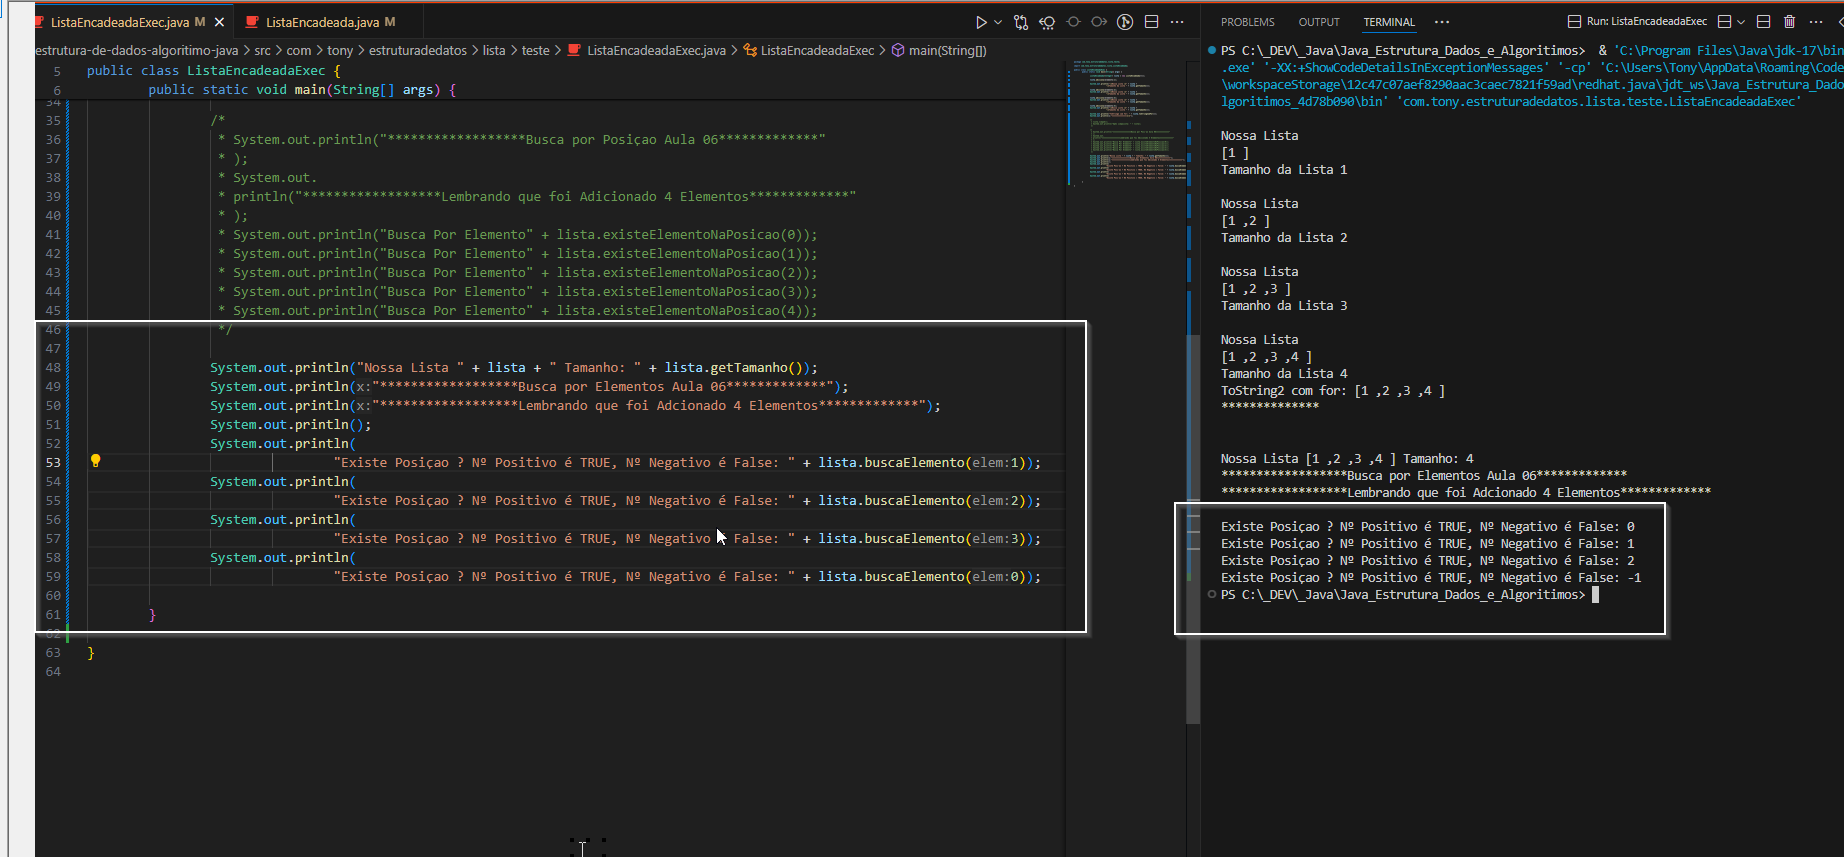 ListaEncadeadaExec.java M
ListaEncadeada.java M
estrutura-de-dados-algoritimo-java > src > com > tony > estruturadedatos > lista > teste > ListaEncadeadaExec.java > ListaEncadeadaExec > main(String[])
5 public class ListaEncadeadaExec {
6 public static void main(String[] args) {
34
35 /*
36 * System.out.println("******************Busca por Posiçao Aula 06*************"
37 * );
38 * System.out.
39 * println("******************Lembrando que foi Adicionado 4 Elementos*************"
40 * );
41 * System.out.println("Busca Por Elemento" + lista.existeElementoNaPosicao(0));
42 * System.out.println("Busca Por Elemento" + lista.existeElementoNaPosicao(1));
43 * System.out.println("Busca Por Elemento" + lista.existeElementoNaPosicao(2));
44 * System.out.println("Busca Por Elemento" + lista.existeElementoNaPosicao(3));
45 * System.out.println("Busca Por Elemento" + lista.existeElementoNaPosicao(4));
46 */
47
48 System.out.println("Nossa Lista " + lista + " Tamanho: " + lista.getTamanho());
49 System.out.println(x:"******************Busca por Elementos Aula 06*************");
50 System.out.println(x:"******************Lembrando que foi Adcionado 4 Elementos*************");
51 System.out.println();
52 System.out.println(
53 "Existe Posiçao ? Nº Positivo é TRUE, Nº Negativo é False: " + lista.buscaElemento(elem:1));
54 System.out.println(
55 "Existe Posiçao ? Nº Positivo é TRUE, Nº Negativo é False: " + lista.buscaElemento(elem:2));
56 System.out.println(
57 "Existe Posiçao ? Nº Positivo é TRUE, Nº Negativo é False: " + lista.buscaElemento(elem:3));
58 System.out.println(
59 "Existe Posiçao ? Nº Positivo é TRUE, Nº Negativo é False: " + lista.buscaElemento(elem:0));
60
61 }
62
63 }
64
PROBLEMS OUTPUT TERMINAL ··· Run: ListaEncadeadaExec
PS C:\_DEV\_Java\Java_Estrutura_Dados_e_Algoritimos> & 'C:\Program Files\Java\jdk-17\bin
.exe' '-XX:+ShowCodeDetailsInExceptionMessages' '-cp' 'C:\Users\Tony\AppData\Roaming\Code
\workspaceStorage\12c47c07aef8290aac3caec7821f59ad\redhat.java\jdt_ws\Java_Estrutura_Dado
lgoritimos_4d78b090\bin' 'com.tony.estruturadedatos.lista.teste.ListaEncadeadaExec'
Nossa Lista
[1 ]
Tamanho da Lista 1
Nossa Lista
[1 ,2 ]
Tamanho da Lista 2
Nossa Lista
[1 ,2 ,3 ]
Tamanho da Lista 3
Nossa Lista
[1 ,2 ,3 ,4 ]
Tamanho da Lista 4
ToString2 com for: [1 ,2 ,3 ,4 ]
**************
Nossa Lista [1 ,2 ,3 ,4 ] Tamanho: 4
******************Busca por Elementos Aula 06*************
******************Lembrando que foi Adcionado 4 Elementos*************
Existe Posiçao ? Nº Positivo é TRUE, Nº Negativo é False: 0
Existe Posiçao ? Nº Positivo é TRUE, Nº Negativo é False: 1
Existe Posiçao ? Nº Positivo é TRUE, Nº Negativo é False: 2
Existe Posiçao ? Nº Positivo é TRUE, Nº Negativo é False: -1
PS C:\_DEV\_Java\Java_Estrutura_Dados_e_Algoritimos>